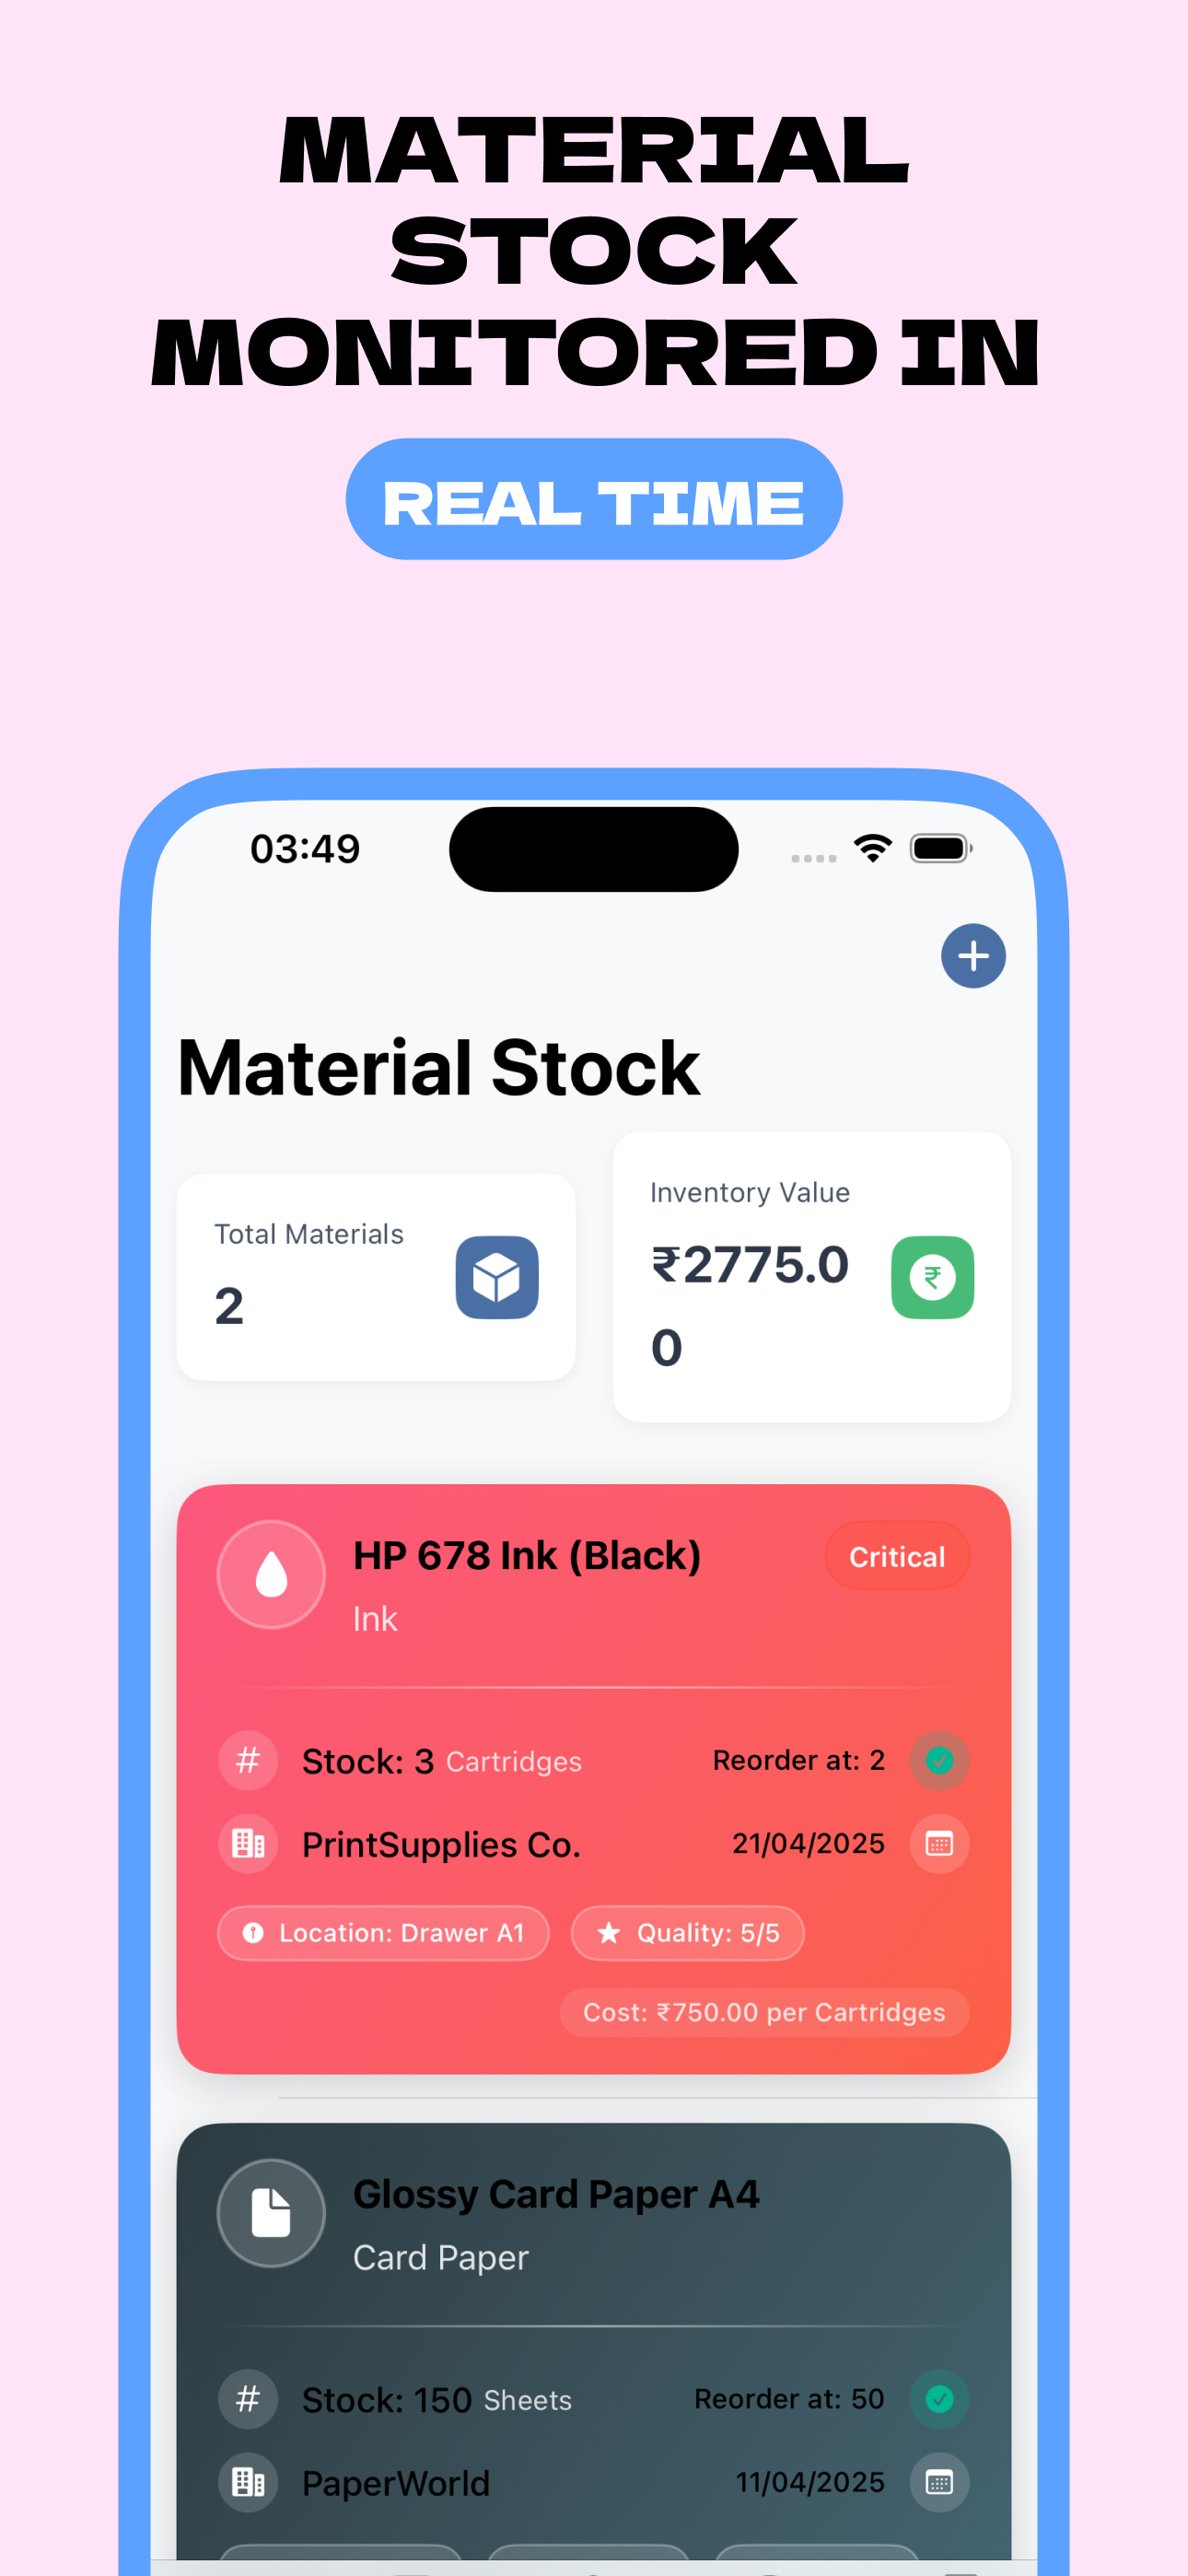 MATERIAL
STOCK
MONITORED IN
REAL TIME
03:49
Material Stock
Total Materials
2
Inventory Value
₹2775.0
0
HP 678 Ink (Black)
Critical
Ink
Stock: 3 Cartridges
Reorder at: 2
PrintSupplies Co.
21/04/2025
Location: Drawer A1
Quality: 5/5
Cost: ₹750.00 per Cartridges
Glossy Card Paper A4
Card Paper
Stock: 150 Sheets
Reorder at: 50
PaperWorld
11/04/2025